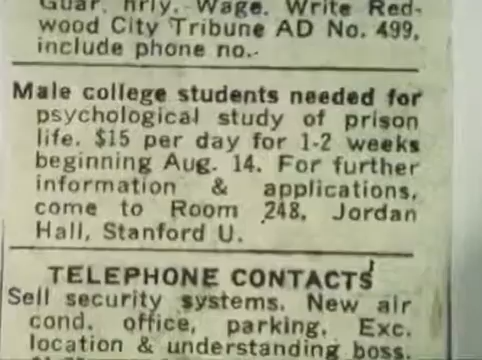 Guar. hrly. Wage. Write Red-
wood City Tribune AD No. 499,
include phone no.
Male college students needed for
psychological study of prison
life. $15 per day for 1-2 weeks
beginning Aug. 14. For further
information & applications,
come to Room 248, Jordan
Hall, Stanford U.
TELEPHONE CONTACTS
Sell security systems. New air
cond. office, parking. Exc.
location & understanding boss.